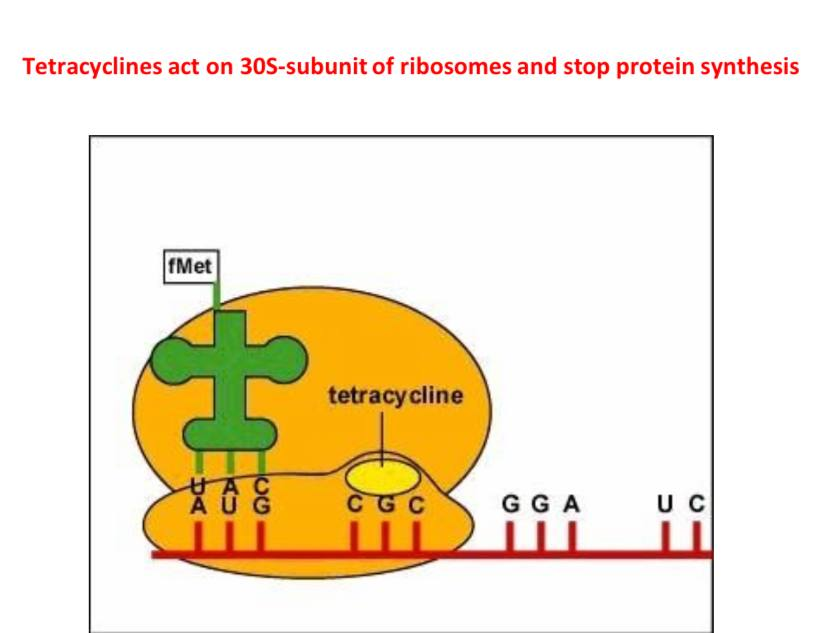 Tetracyclines act on 30S-subunit of ribosomes and stop protein synthesis
fMet
tetracycline
U A C
A U G C G C G G A U C